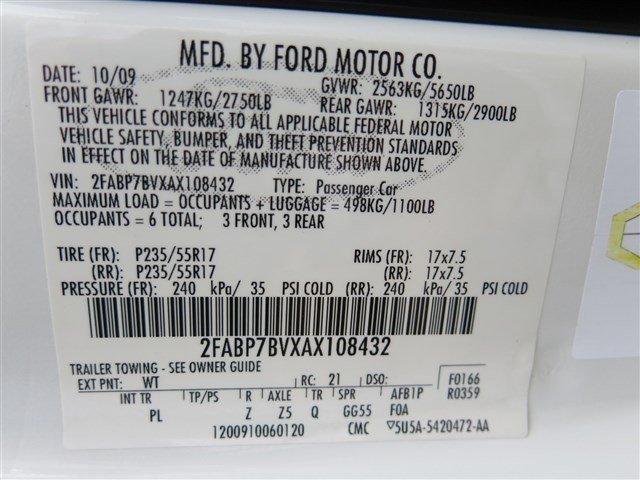 MFD. BY FORD MOTOR CO.
DATE: 10/09 GVWR: 2563KG/5650LB
FRONT GAWR: 1247KG/2750LB REAR GAWR: 1315KG/2900LB
THIS VEHICLE CONFORMS TO ALL APPLICABLE FEDERAL MOTOR
VEHICLE SAFETY, BUMPER, AND THEFT PREVENTION STANDARDS
IN EFFECT ON THE DATE OF MANUFACTURE SHOWN ABOVE.
VIN: 2FABP7BVXAX108432 TYPE: Passenger Car
MAXIMUM LOAD = OCCUPANTS + LUGGAGE = 498KG/1100LB
OCCUPANTS = 6 TOTAL; 3 FRONT, 3 REAR
TIRE (FR): P235/55R17 RIMS (FR): 17x7.5
(RR): P235/55R17 (RR): 17x7.5
PRESSURE (FR): 240 kPa/ 35 PSI COLD (RR): 240 kPa/ 35 PSI COLD
2FABP7BVXAX108432
TRAILER TOWING - SEE OWNER GUIDE
EXT PNT: WT RC: 21 DSO: F0166
INT TR TP/PS R AXLE TR SPR AFB1P R0359
PL Z Z5 Q GG55 F0A
1200910060120 CMC ▽5U5A-5420472-AA